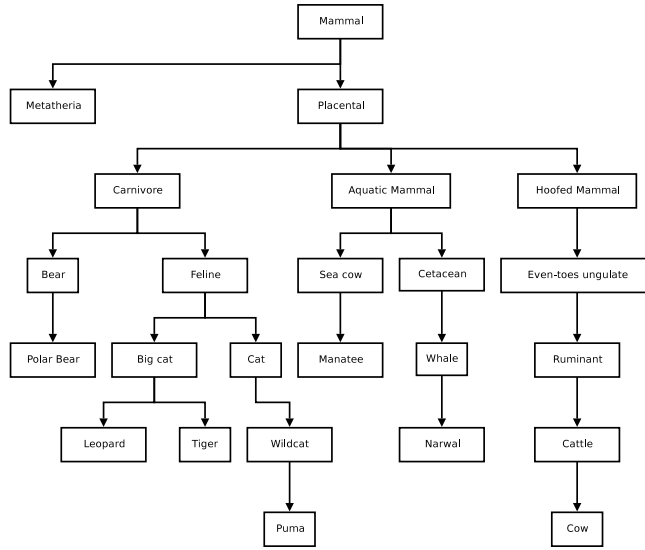 Mammal
Metatheria
Placental
Carnivore
Aquatic Mammal
Hoofed Mammal
Bear
Feline
Sea cow
Cetacean
Even-toes ungulate
Polar Bear
Big cat
Cat
Manatee
Whale
Ruminant
Leopard
Tiger
Wildcat
Narwal
Cattle
Puma
Cow